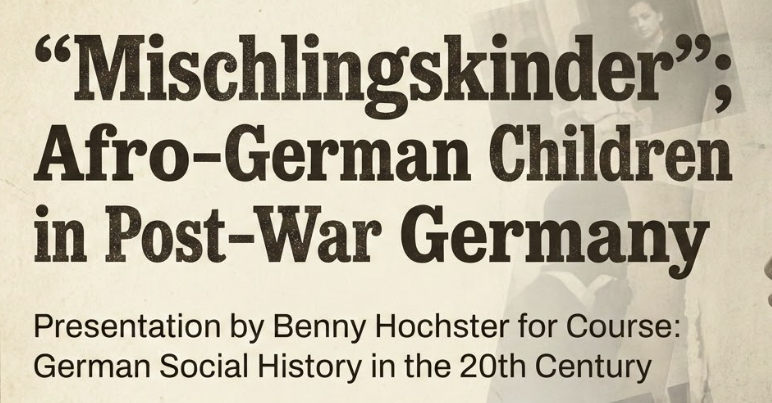 “Mischlingskinder”;
Afro-German Children
in Post-War Germany
Presentation by Benny Hochster for Course:
German Social History in the 20th Century